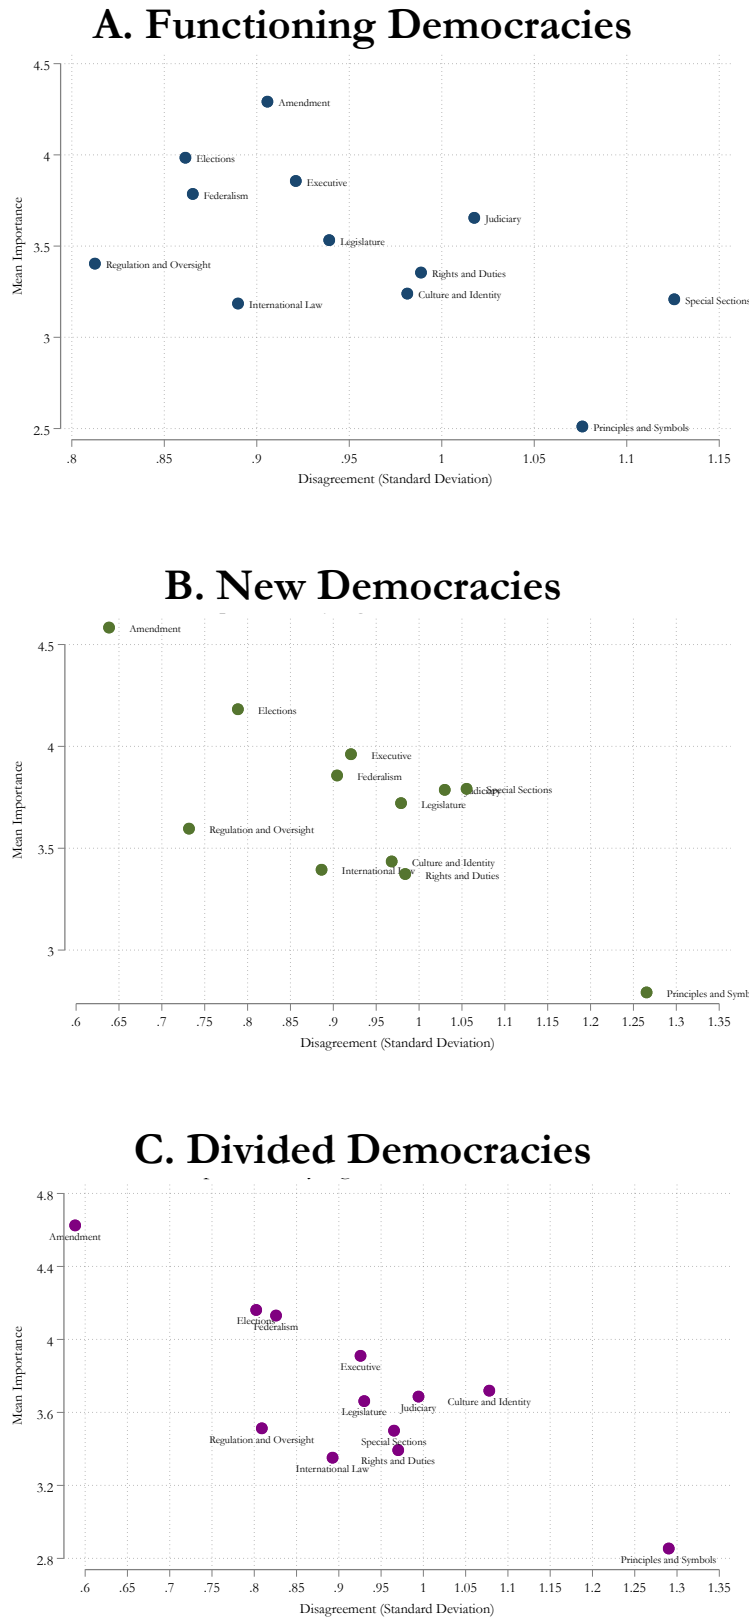 A. Functioning Democracies
4.5
Amendment
4
Elections
Executive
Federalism
Judiciary
Mean Importance
3.5
Legislature
Regulation and Oversight
Rights and Duties
Culture and Identity
International Law
Special Sections
3
2.5
Principles and Symbols
.8 .85 .9 .95 1 1.05 1.1 1.15
Disagreement (Standard Deviation)
B. New Democracies
Amendment
4.5
Elections
4
Executive
Federalism
Judiciary
Special Sections
Mean Importance
Legislature
Regulation and Oversight
3.5
Culture and Identity
International Law
Rights and Duties
3
Principles and Symb
.6 .65 .7 .75 .8 .85 .9 .95 1 1.05 1.1 1.15 1.2 1.25 1.3 1.35
Disagreement (Standard Deviation)
C. Divided Democracies
4.8
Amendment
4.4
Elections
Federalism
4
Executive
Mean Importance
Culture and Identity
Judiciary
Legislature
3.6
Regulation and Oversight
Special Sections
Rights and Duties
International Law
3.2
2.8
Principles and Symbols
.6 .65 .7 .75 .8 .85 .9 .95 1 1.05 1.1 1.15 1.2 1.25 1.3 1.35
Disagreement (Standard Deviation)